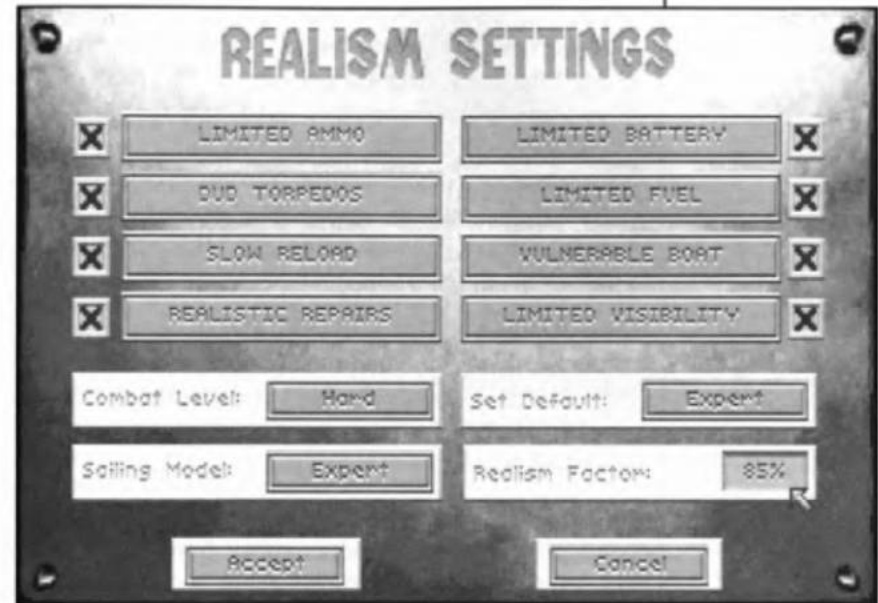 REALISM SETTINGS
X LIMITED AMMO LIMITED BATTERY X
X DUD TORPEDOS LIMITED FUEL X
X SLOW RELOAD VULNERABLE BOAT X
X REALISTIC REPAIRS LIMITED VISIBILITY X
Combat Level: Hard Set Default: Expert
Sailing Model: Expert Realism Factor: 85%
Accept Cancel